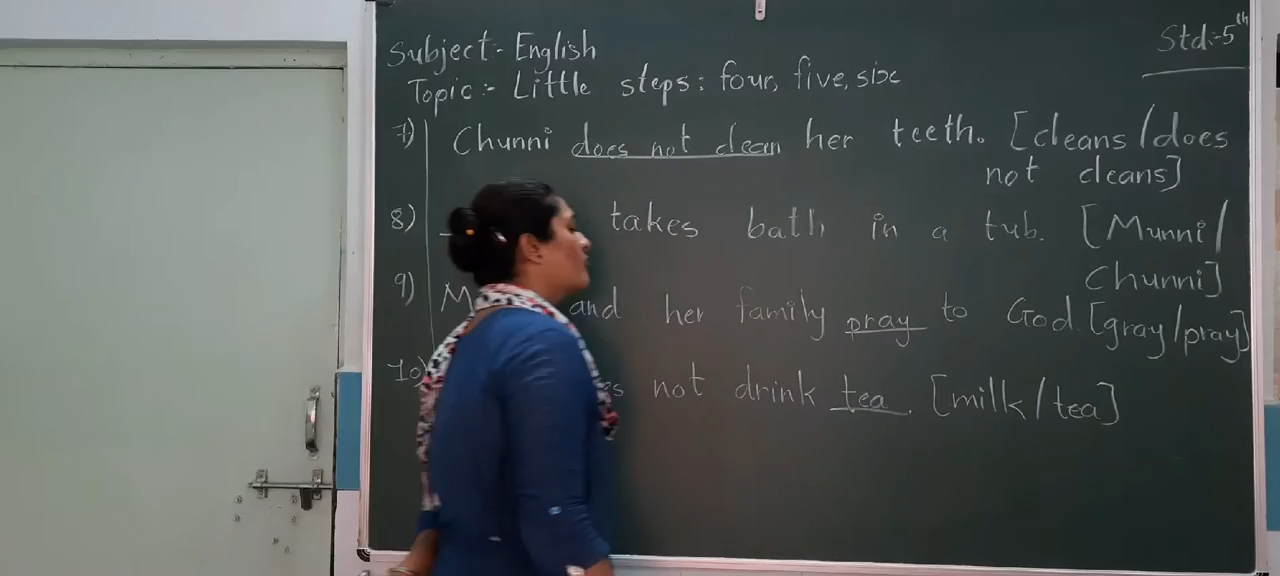 Subject:- English
Std:-5th
Topic:- Little steps: four, five, six
7) Chunni does not clean her teeth. [cleans/does
not cleans]
8) takes bath in a tub. [Munni/
Chunni]
9) and her family pray to God. [gray/pray]
10) not drink tea. [milk/tea]